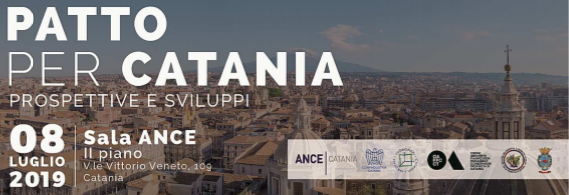 PATTO
PER CATANIA
PROSPETTIVE E SVILUPPI
08
LUGLIO
2019
Sala ANCE
II piano
V.le Vittorio Veneto, 109
Catania
ANCE | CATANIA
OA